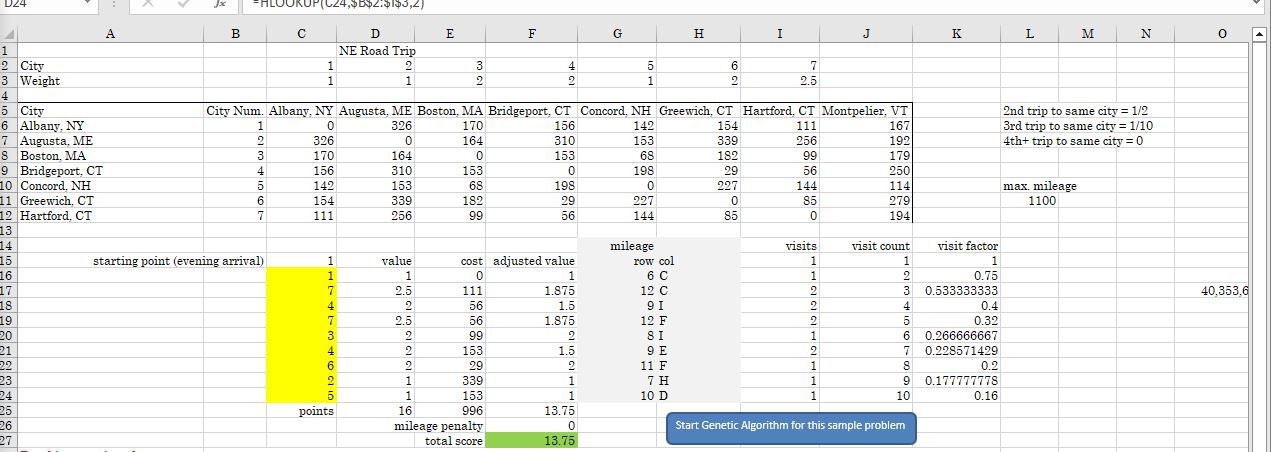 D24 fx =HLOOKUP(C24,$B$2:$I$3,2)
A B C D E F G H I J K L M N O
1 NE Road Trip
2 City 1 2 3 4 5 6 7
3 Weight 1 1 2 2 1 2 2.5
4
5 City City Num. Albany, NY Augusta, ME Boston, MA Bridgeport, CT Concord, NH Greewich, CT Hartford, CT Montpelier, VT 2nd trip to same city = 1/2
6 Albany, NY 1 0 326 170 156 142 154 111 167 3rd trip to same city = 1/10
7 Augusta, ME 2 326 0 164 310 153 339 256 192 4th+ trip to same city = 0
8 Boston, MA 3 170 164 0 153 68 182 99 179
9 Bridgeport, CT 4 156 310 153 0 198 29 56 250
10 Concord, NH 5 142 153 68 198 0 227 144 114 max. mileage
11 Greewich, CT 6 154 339 182 29 227 0 85 279 1100
12 Hartford, CT 7 111 256 99 56 144 85 0 194
13
14 mileage visits visit count visit factor
15 starting point (evening arrival) 1 value cost adjusted value row col 1 1 1
16 1 1 0 1 6 C 1 2 0.75
17 7 2.5 111 1.875 12 C 2 3 0.533333333 40,353,6
18 4 2 56 1.5 9 I 2 4 0.4
19 7 2.5 56 1.875 12 F 2 5 0.32
20 3 2 99 2 8 I 1 6 0.266666667
21 4 2 153 1.5 9 E 2 7 0.228571429
22 6 2 29 2 11 F 1 8 0.2
23 2 1 339 1 7 H 1 9 0.177777778
24 5 1 153 1 10 D 1 10 0.16
25 points 16 996 13.75
26 mileage penalty 0 Start Genetic Algorithm for this sample problem
27 total score 13.75